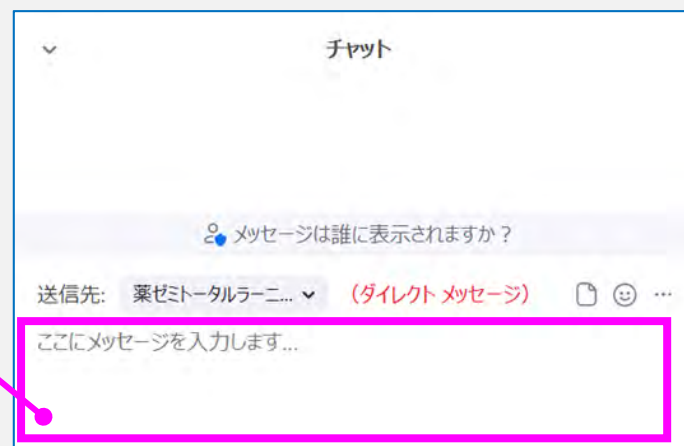 チャット
メッセージは誰に表示されますか？
送信先: 薬ゼミトータルラーニ... (ダイレクト メッセージ) ...
ここにメッセージを入力します...